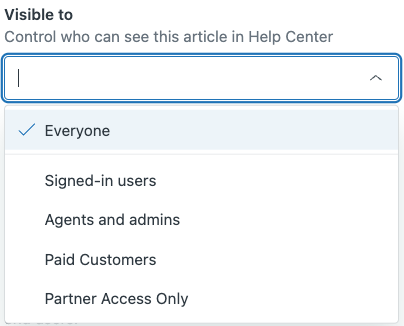 Visible to
Control who can see this article in Help Center
Everyone
Signed-in users
Agents and admins
Paid Customers
Partner Access Only